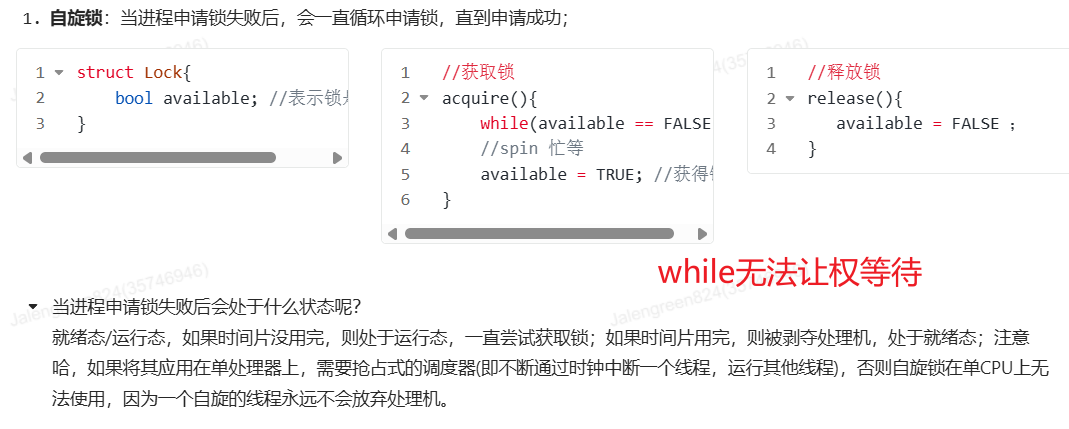 1. 自旋锁：当进程申请锁失败后，会一直循环申请锁，直到申请成功；
1 struct Lock{
2 bool available; //表示锁
3 }
1 //获取锁
2 acquire(){
3 while(available == FALSE
4 //spin 忙等
5 available = TRUE; //获得
6 }
1 //释放锁
2 release(){
3 available = FALSE ;
4 }
while无法让权等待
当进程申请锁失败后会处于什么状态呢？
就绪态/运行态，如果时间片没用完，则处于运行态，一直尝试获取锁；如果时间片用完，则被剥夺处理机，处于就绪态；注意
哈，如果将其应用在单处理器上，需要抢占式的调度器(即不断通过时钟中断一个线程，运行其他线程)，否则自旋锁在单CPU上无
法使用，因为一个自旋的线程永远不会放弃处理机。
Jalengreen824(35746946)